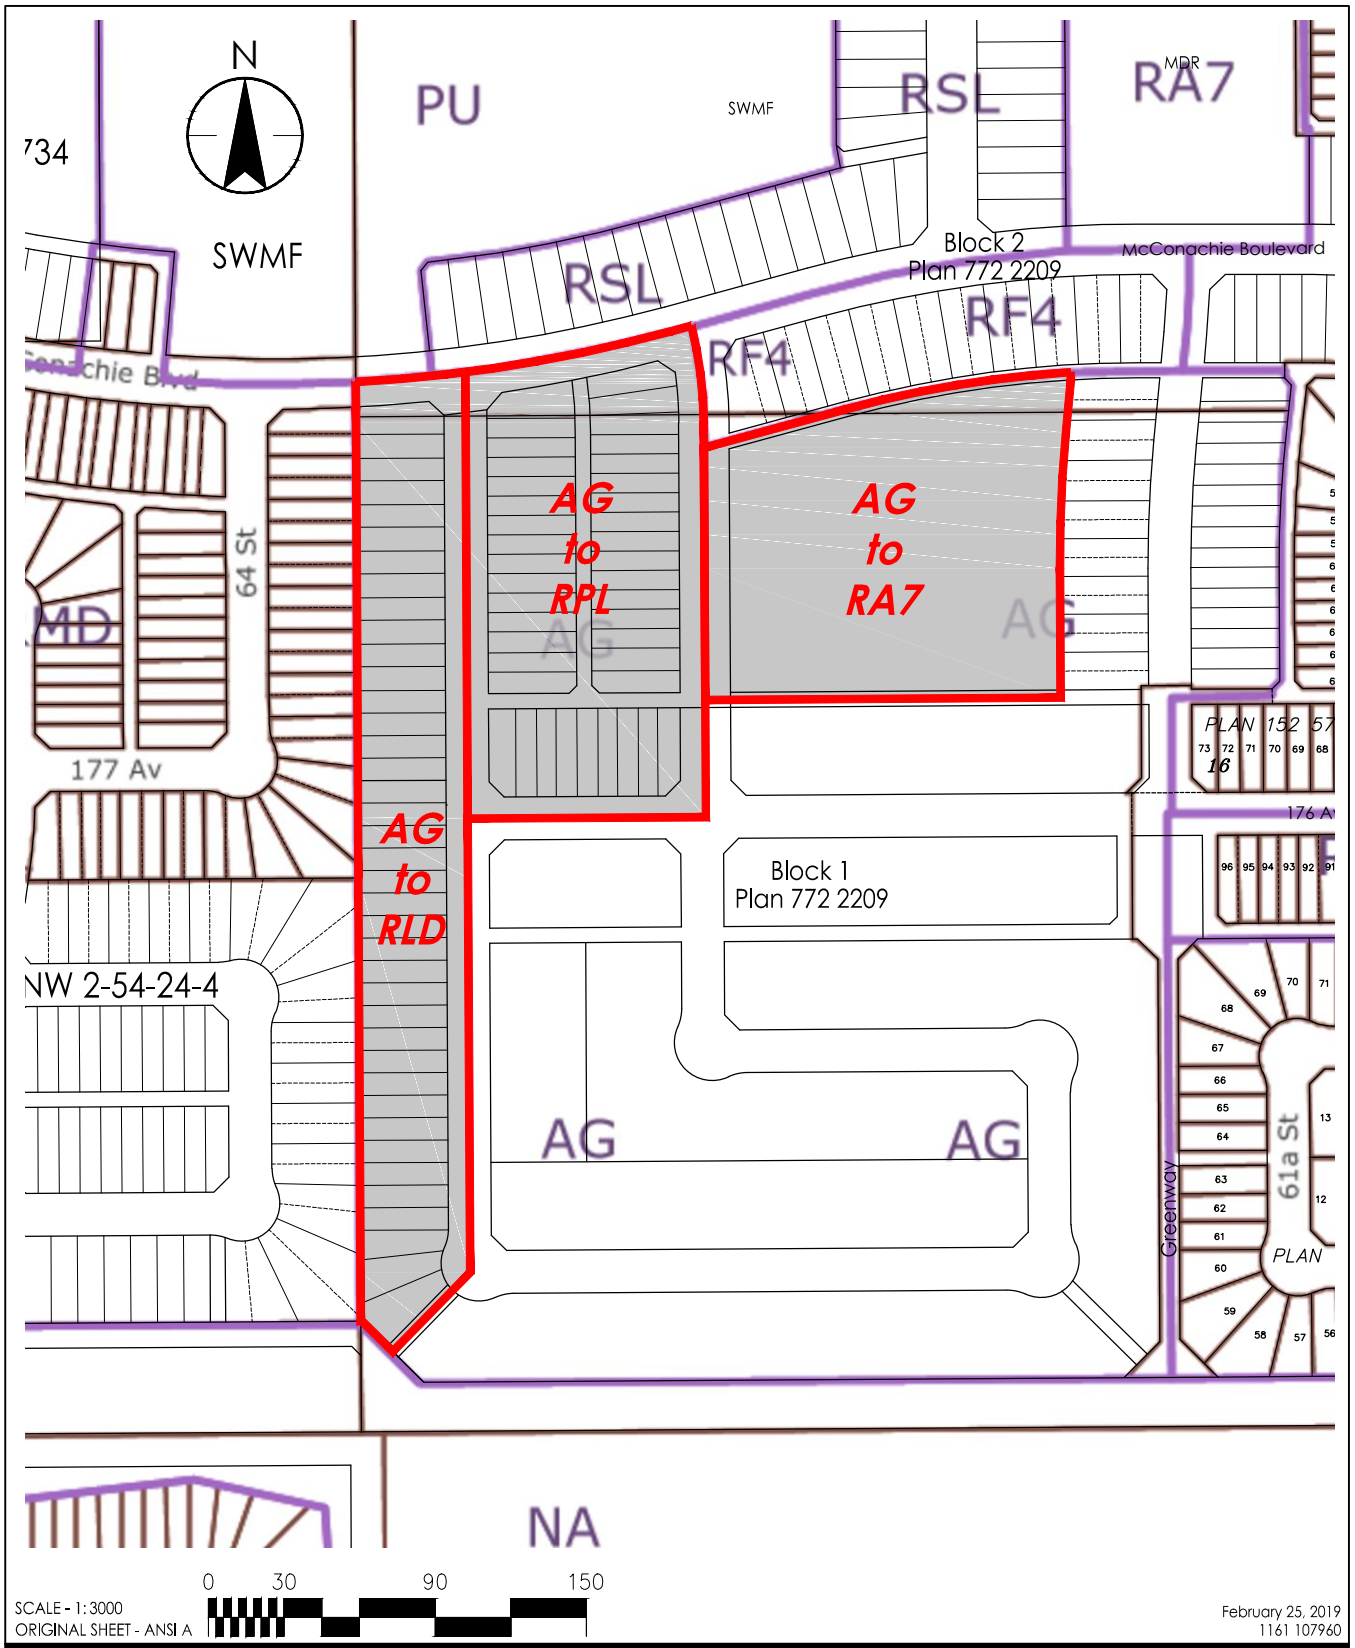 N
PU
SWMF
RSL
MDR
RA7
734
SWMF
Block 2
Plan 772 2209
McConachie Boulevard
RSL
RF4
RF4
Blvd
AG
to
RPL
AG
AG
to
RA7
AG
64 St
177 Av
PLAN 152 57
73 72 71 70 69 68
16
176 A
AG
to
RLD
Block 1
Plan 772 2209
96 95 94 93 92 91
NW 2-54-24-4
71
70
69
68
67
66
65
64
63
62
61
60
59
58
57
56
13
12
61a St
PLAN
Greenway
AG
AG
NA
0 30 90 150
SCALE - 1:3000
ORIGINAL SHEET - ANSI A
February 25, 2019
1161 107960